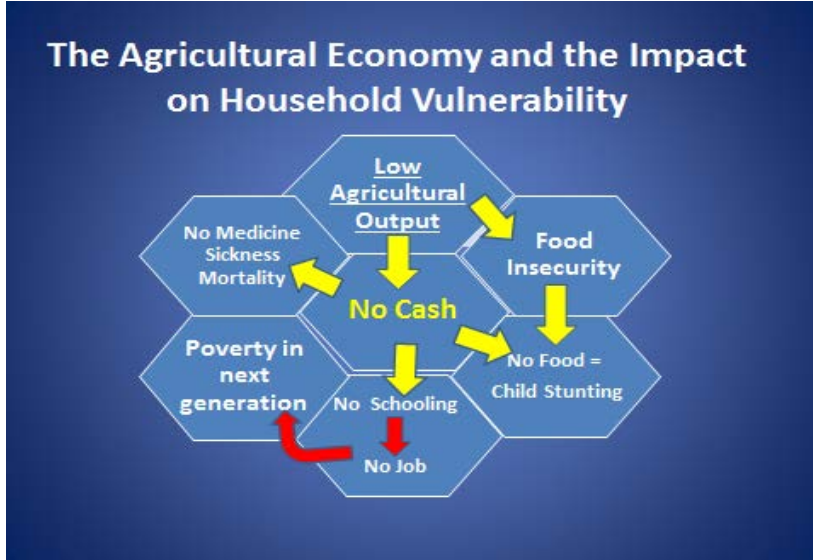 The Agricultural Economy and the Impact
on Household Vulnerability
Low
Agricultural
Output
No Medicine
Sickness
Mortality
Food
Insecurity
No Cash
Poverty in
next
generation
No Food =
Child Stunting
No Schooling
No Job